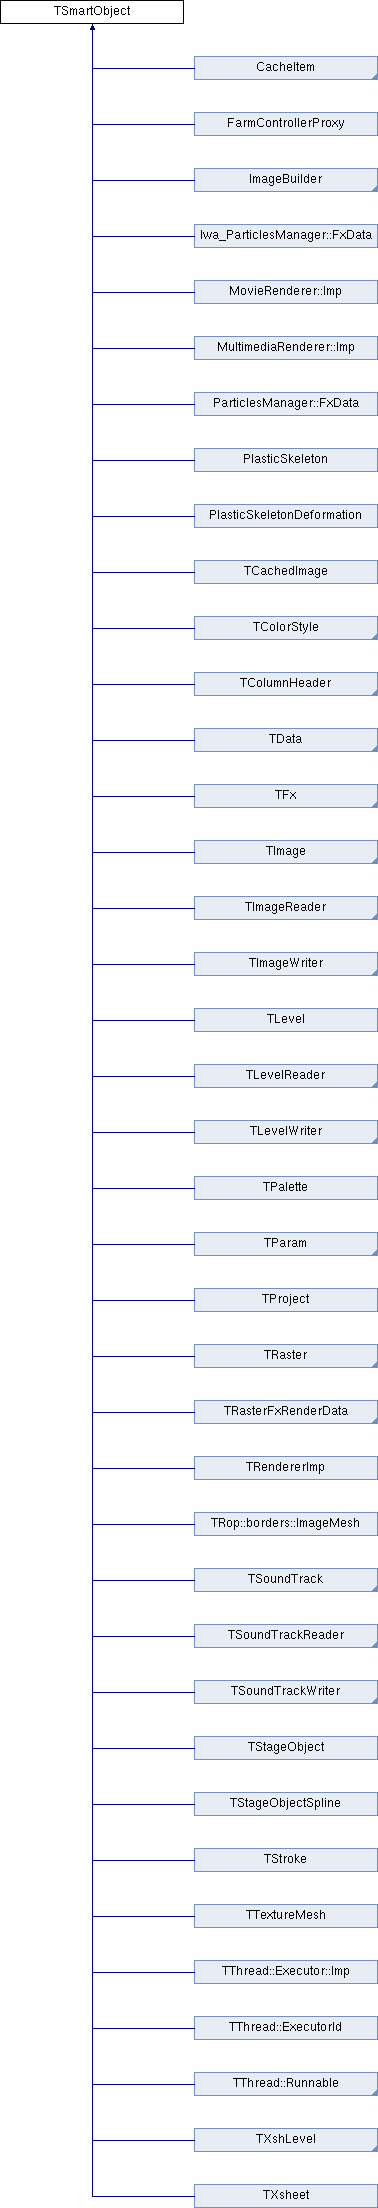 TSmartObject
CacheItem
FarmControllerProxy
ImageBuilder
Iwa_ParticlesManager::FxData
MovieRenderer::Imp
MultimediaRenderer::Imp
ParticlesManager::FxData
PlasticSkeleton
PlasticSkeletonDeformation
TCachedImage
TColorStyle
TColumnHeader
TData
TFx
TImage
TImageReader
TImageWriter
TLevel
TLevelReader
TLevelWriter
TPalette
TParam
TProject
TRaster
TRasterFxRenderData
TRendererImp
TRop::borders::ImageMesh
TSoundTrack
TSoundTrackReader
TSoundTrackWriter
TStageObject
TStageObjectSpline
TStroke
TTextureMesh
TThread::Executor::Imp
TThread::ExecutorId
TThread::Runnable
TXshLevel
TXsheet